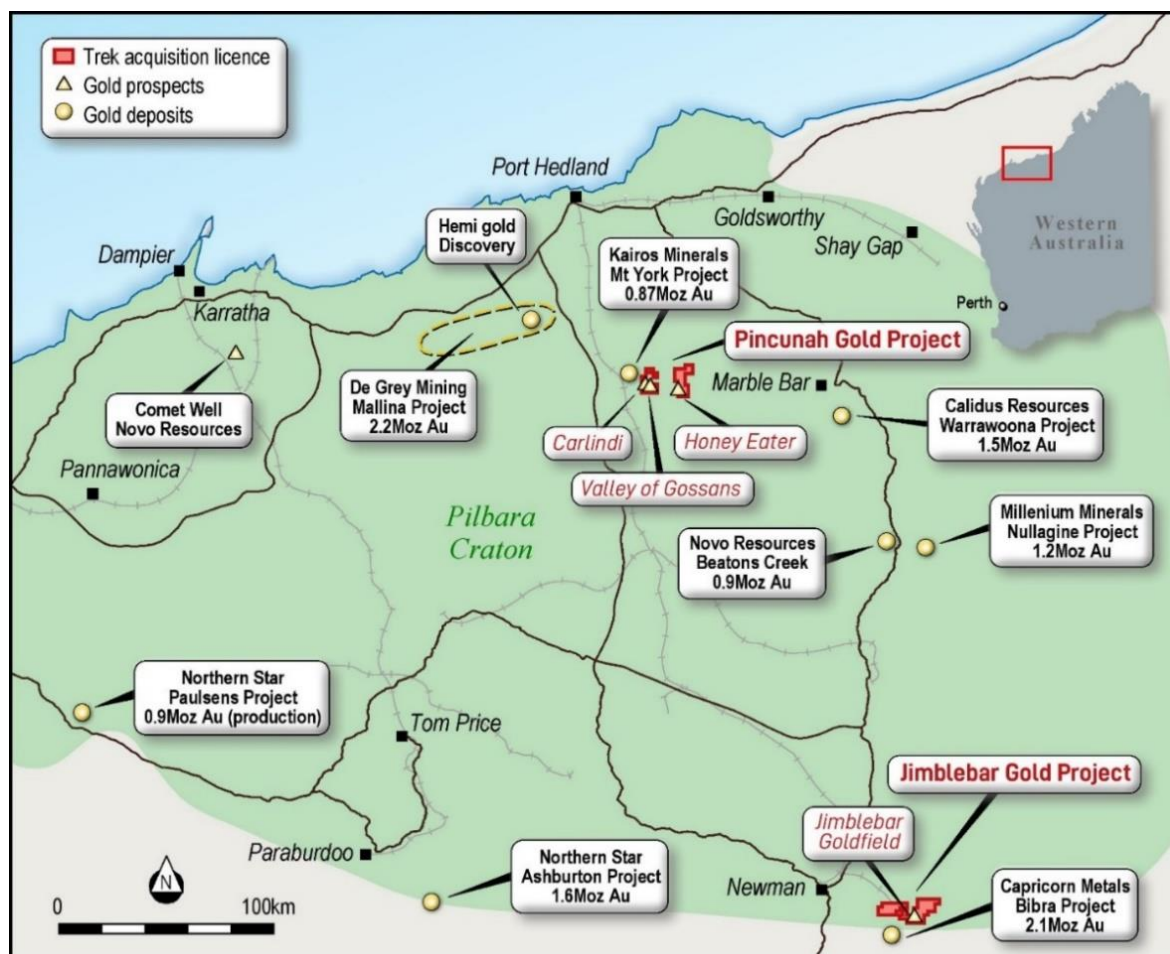 Trek acquisition licence
Gold prospects
Gold deposits
Port Hedland
Goldsworthy
Shay Gap
Western
Australia
Perth
Hemi gold
Discovery
Dampier
Karratha
Kairos Minerals
Mt York Project
0.87Moz Au
Pincunah Gold Project
Comet Well
Novo Resources
De Grey Mining
Mallina Project
2.2Moz Au
Marble Bar
Calidus Resources
Warrawoona Project
1.5Moz Au
Carlindi
Honey Eater
Valley of Gossans
Pannawonica
Pilbara
Craton
Novo Resources
Beatons Creek
0.9Moz Au
Millenium Minerals
Nullagine Project
1.2Moz Au
Northern Star
Paulsens Project
0.9Moz Au (production)
Tom Price
Jimblebar Gold Project
Jimblebar
Goldfield
Paraburdoo
Northern Star
Ashburton Project
1.6Moz Au
Newman
Capricorn Metals
Bibra Project
2.1Moz Au
N
0 100km